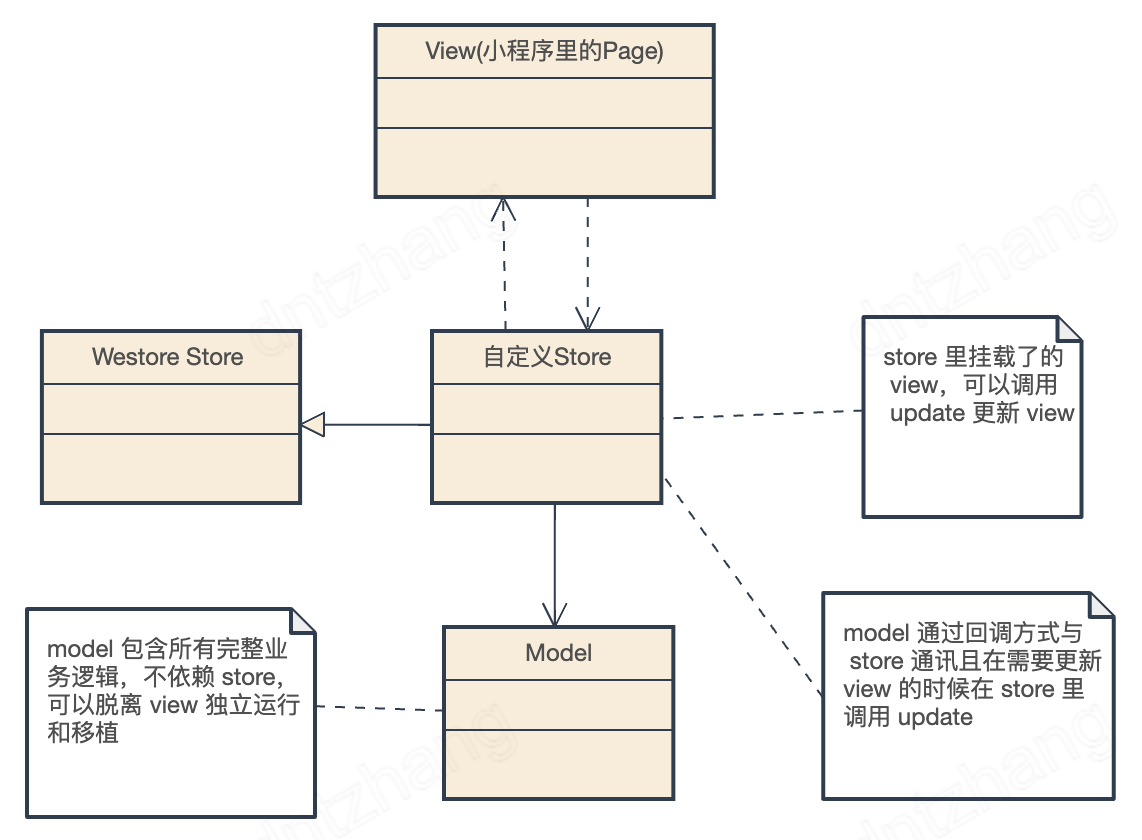 View(小程序里的Page)
Westore Store
自定义Store
store 里挂载了的
view，可以调用
update 更新 view
model 包含所有完整业
务逻辑，不依赖 store，
可以脱离 view 独立运行
和移植
Model
model 通过回调方式与
store 通讯且在需要更新
view 的时候在 store 里
调用 update
dntzhang
dntzhang
dntzhang
dntzhang